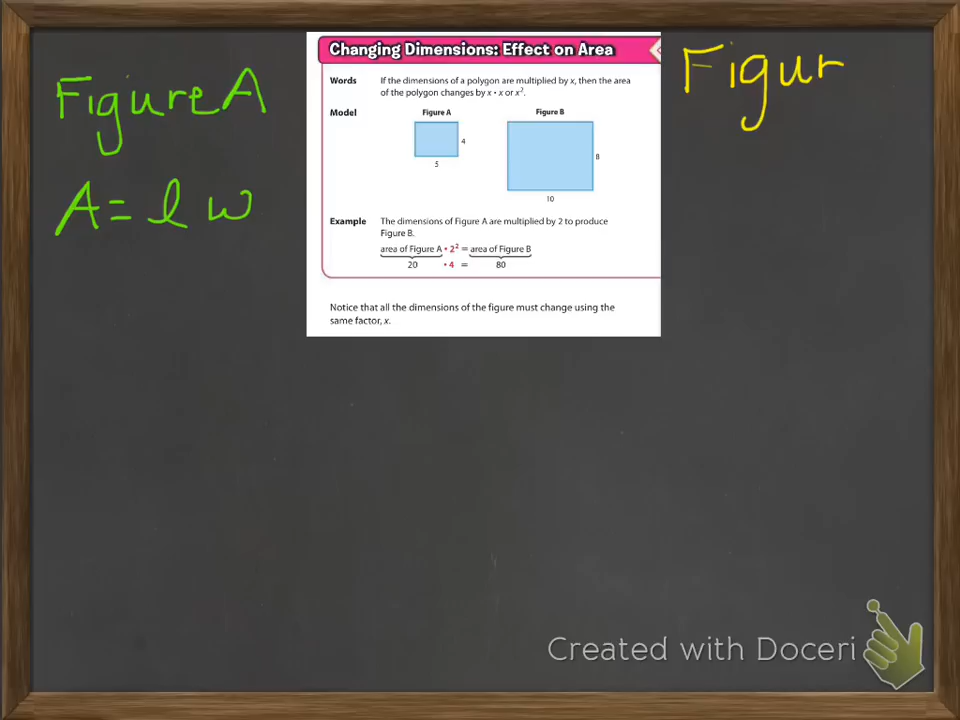 Figure A
A = l w
Changing Dimensions: Effect on Area
Words If the dimensions of a polygon are multiplied by x, then the area
of the polygon changes by x • x or x².
Model Figure A Figure B
4
8
5
10
Example The dimensions of Figure A are multiplied by 2 to produce
Figure B.
area of Figure A • 2² = area of Figure B
20 • 4 = 80
Notice that all the dimensions of the figure must change using the
same factor, x.
Figur
Created with Doceri